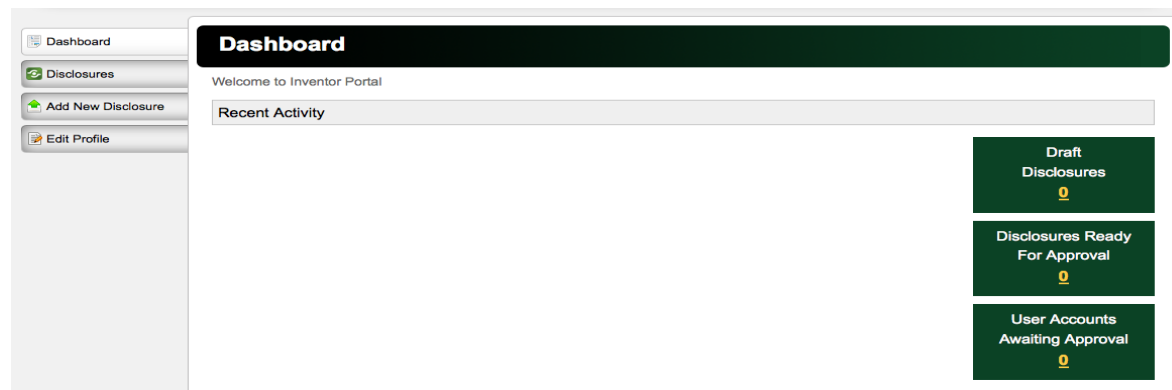 Dashboard
Disclosures
Add New Disclosure
Edit Profile
Dashboard
Welcome to Inventor Portal
Recent Activity
Draft
Disclosures
0
Disclosures Ready
For Approval
0
User Accounts
Awaiting Approval
0